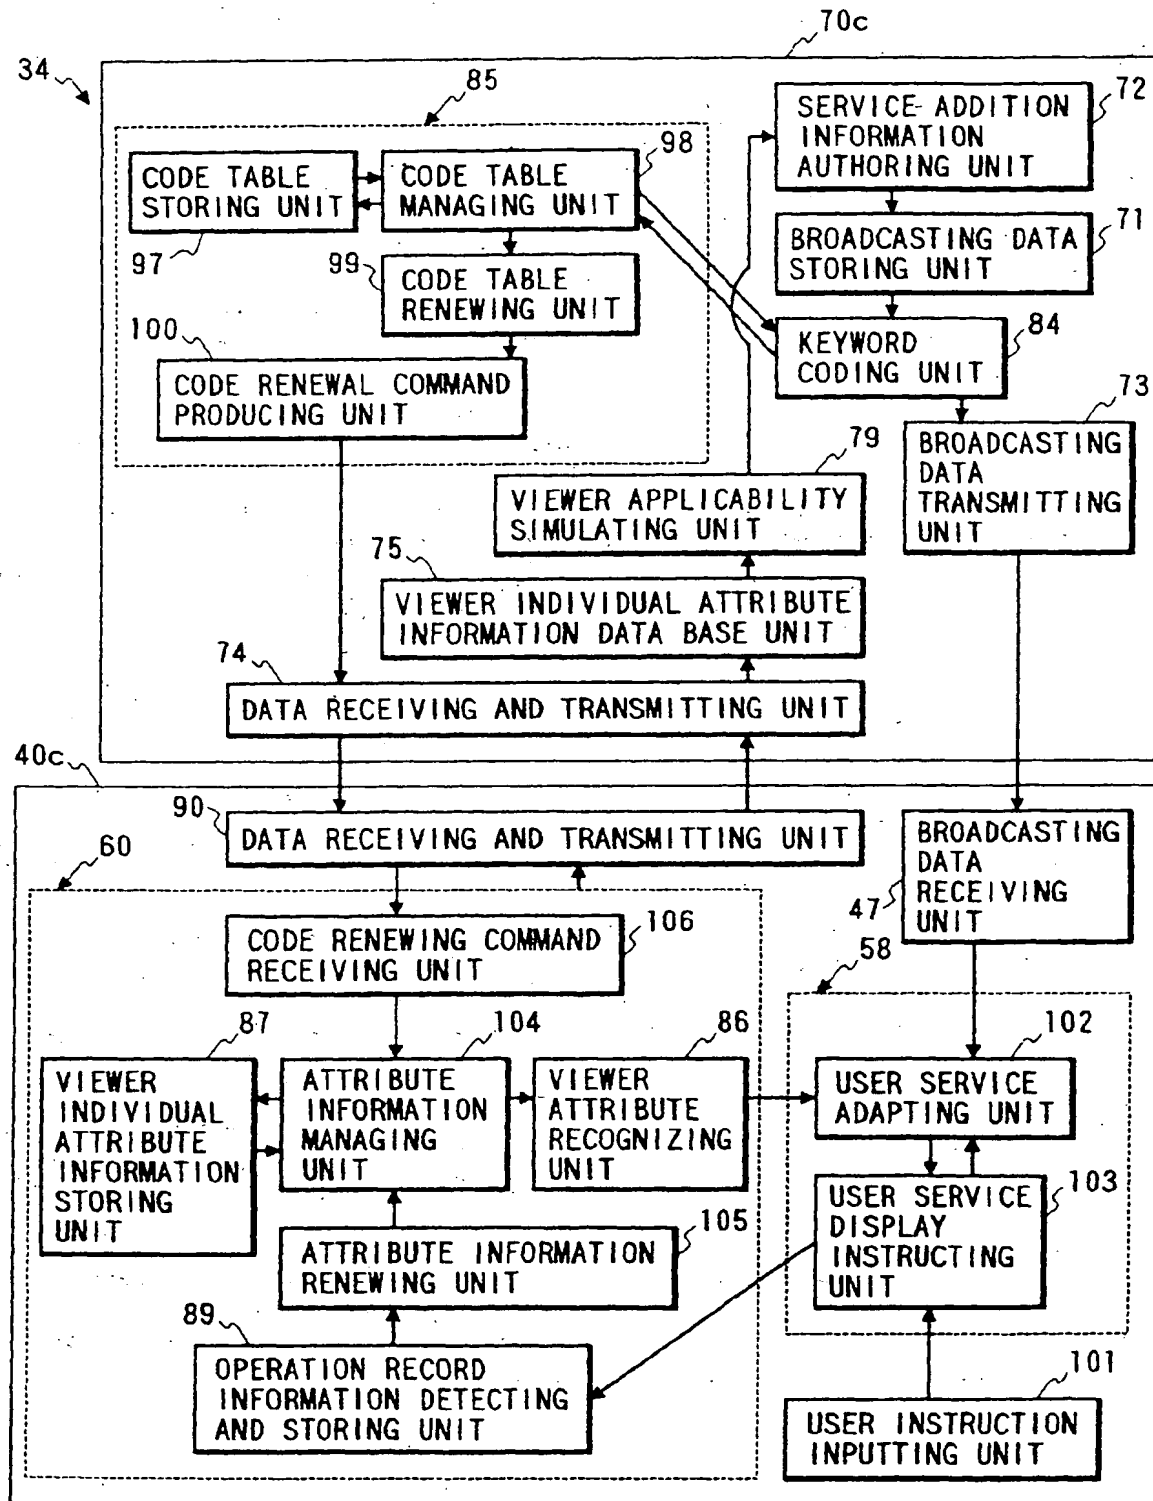 70c
34
85
72
SERVICE ADDITION
INFORMATION
AUTHORING UNIT
98
CODE TABLE
STORING UNIT
CODE TABLE
MANAGING UNIT
97
99
71
BROADCASTING DATA
STORING UNIT
CODE TABLE
RENEWING UNIT
100
84
KEYWORD
CODING UNIT
CODE RENEWAL COMMAND
PRODUCING UNIT
73
BROADCASTING
DATA
TRANSMITTING
UNIT
79
VIEWER APPLICABILITY
SIMULATING UNIT
75
VIEWER INDIVIDUAL ATTRIBUTE
INFORMATION DATA BASE UNIT
74
DATA RECEIVING AND TRANSMITTING UNIT
40c
90
DATA RECEIVING AND TRANSMITTING UNIT
BROADCASTING
DATA
RECEIVING
UNIT
47
60
106
CODE RENEWING COMMAND
RECEIVING UNIT
58
87
104
86
102
VIEWER
INDIVIDUAL
ATTRIBUTE
INFORMATION
STORING
UNIT
ATTRIBUTE
INFORMATION
MANAGING
UNIT
VIEWER
ATTRIBUTE
RECOGNIZING
UNIT
USER SERVICE
ADAPTING UNIT
103
USER SERVICE
DISPLAY
INSTRUCTING
UNIT
105
ATTRIBUTE INFORMATION
RENEWING UNIT
89
OPERATION RECORD
INFORMATION DETECTING
AND STORING UNIT
101
USER INSTRUCTION
INPUTTING UNIT